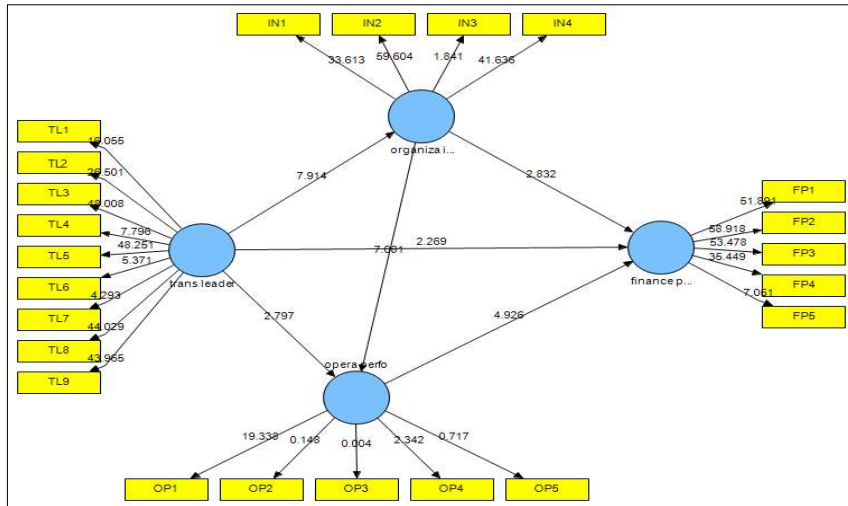 IN1 IN2 IN3 IN4
33.613 59.604 1.841 41.636
organiza i...
TL1
16.055
TL2
26.501
TL3
48.008
TL4
7.796
TL5
48.251
TL6
5.371
TL7
4.293
TL8
44.029
TL9
43.965
trans leader
7.914
2.832
2.269
2.797
4.926
FP1
51.891
FP2
58.918
FP3
53.478
FP4
35.449
FP5
7.051
finance p...
opera perfo
19.338 0.148 0.004 2.342 0.717
OP1 OP2 OP3 OP4 OP5